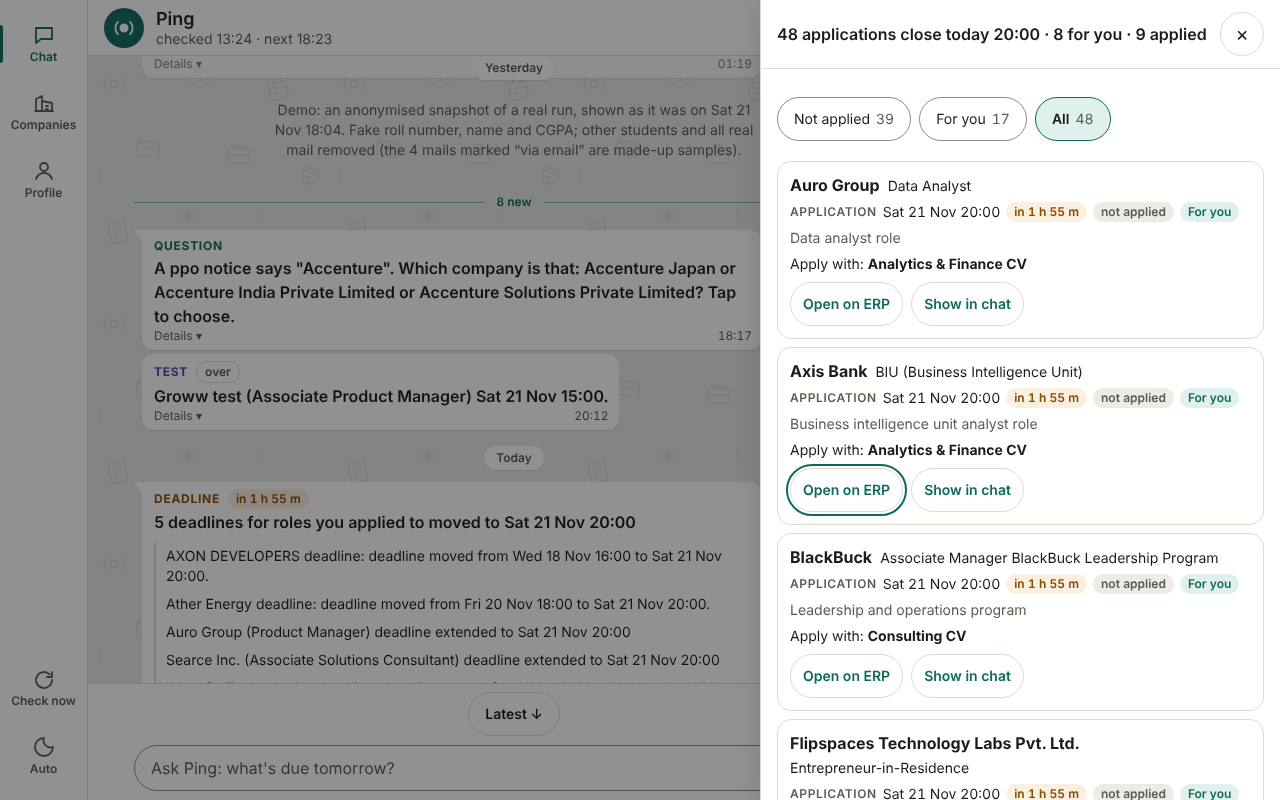 Chat
Companies
Profile
Check now
Auto
Ping
checked 13:24 · next 18:23
Details ▾
01:19
Yesterday
Demo: an anonymised snapshot of a real run, shown as it was on Sat 21
Nov 18:04. Fake roll number, name and CGPA; other students and all real
mail removed (the 4 mails marked “via email” are made-up samples).
8 new
QUESTION
A ppo notice says "Accenture". Which company is that: Accenture Japan or
Accenture India Private Limited or Accenture Solutions Private Limited? Tap
to choose.
Details ▾
18:17
TEST over
Groww test (Associate Product Manager) Sat 21 Nov 15:00.
Details ▾
20:12
Today
DEADLINE in 1 h 55 m
5 deadlines for roles you applied to moved to Sat 21 Nov 20:00
AXON DEVELOPERS deadline: deadline moved from Wed 18 Nov 16:00 to Sat 21 Nov
20:00.
Ather Energy deadline: deadline moved from Fri 20 Nov 18:00 to Sat 21 Nov 20:00.
Auro Group (Product Manager) deadline extended to Sat 21 Nov 20:00
Searce Inc. (Associate Solutions Consultant) deadline extended to Sat 21 Nov 20:00
Latest ↓
Ask Ping: what's due tomorrow?
48 applications close today 20:00 · 8 for you · 9 applied
×
Not applied 39
For you 17
All 48
Auro Group Data Analyst
APPLICATION Sat 21 Nov 20:00 in 1 h 55 m not applied For you
Data analyst role
Apply with: Analytics & Finance CV
Open on ERP
Show in chat
Axis Bank BIU (Business Intelligence Unit)
APPLICATION Sat 21 Nov 20:00 in 1 h 55 m not applied For you
Business intelligence unit analyst role
Apply with: Analytics & Finance CV
Open on ERP
Show in chat
BlackBuck Associate Manager BlackBuck Leadership Program
APPLICATION Sat 21 Nov 20:00 in 1 h 55 m not applied For you
Leadership and operations program
Apply with: Consulting CV
Open on ERP
Show in chat
Flipspaces Technology Labs Pvt. Ltd.
Entrepreneur-in-Residence
APPLICATION Sat 21 Nov 20:00 in 1 h 55 m not applied For you